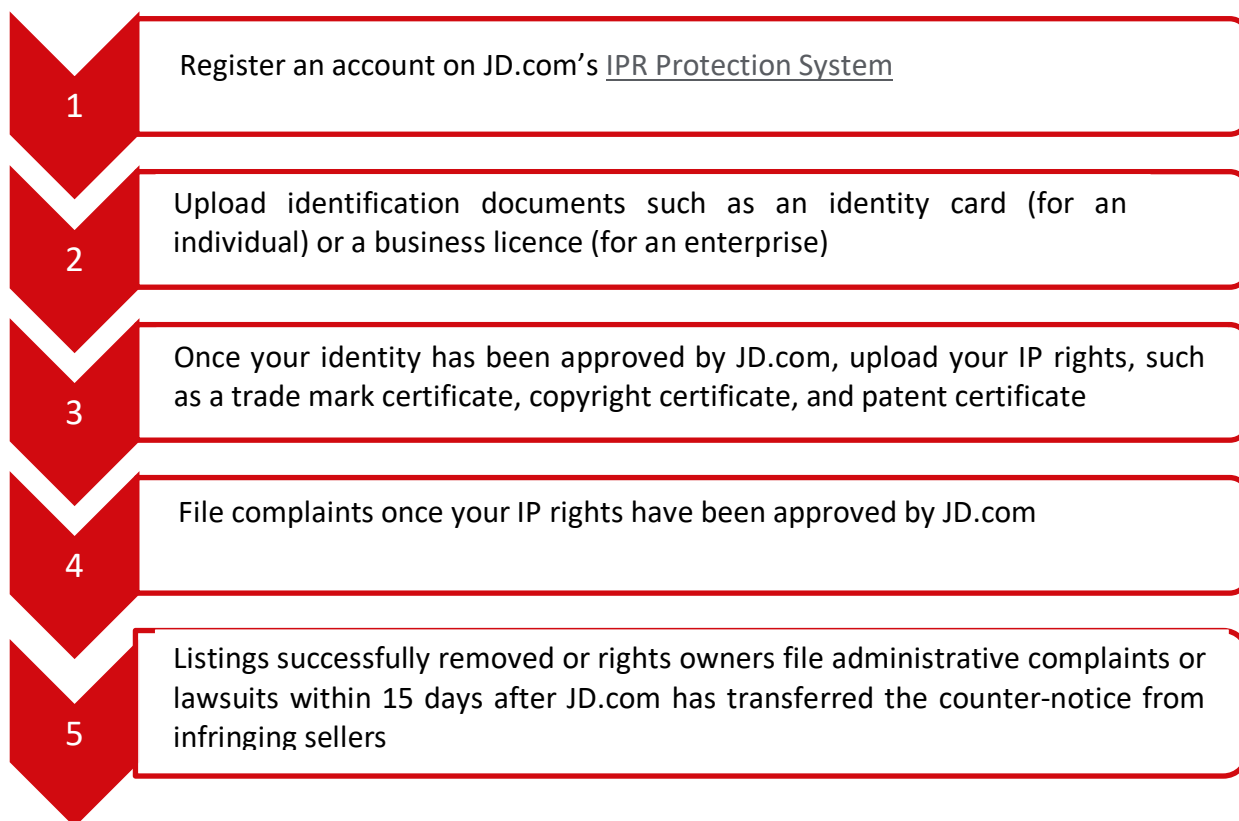 1
Register an account on JD.com’s IPR Protection System
2
Upload identification documents such as an identity card (for an
individual) or a business licence (for an enterprise)
3
Once your identity has been approved by JD.com, upload your IP rights, such
as a trade mark certificate, copyright certificate, and patent certificate
4
File complaints once your IP rights have been approved by JD.com
5
Listings successfully removed or rights owners file administrative complaints or
lawsuits within 15 days after JD.com has transferred the counter-notice from
infringing sellers